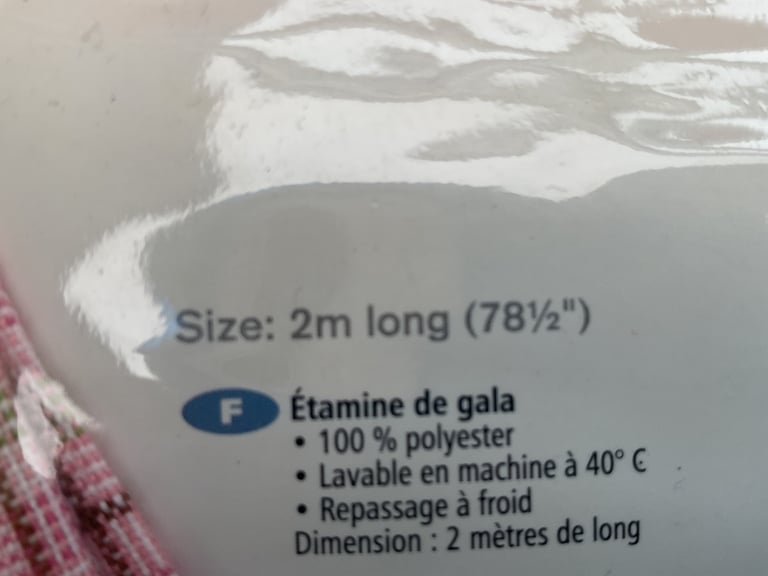 Size: 2m long (78½")
F Étamine de gala
• 100 % polyester
• Lavable en machine à 40° C
• Repassage à froid
Dimension : 2 mètres de long